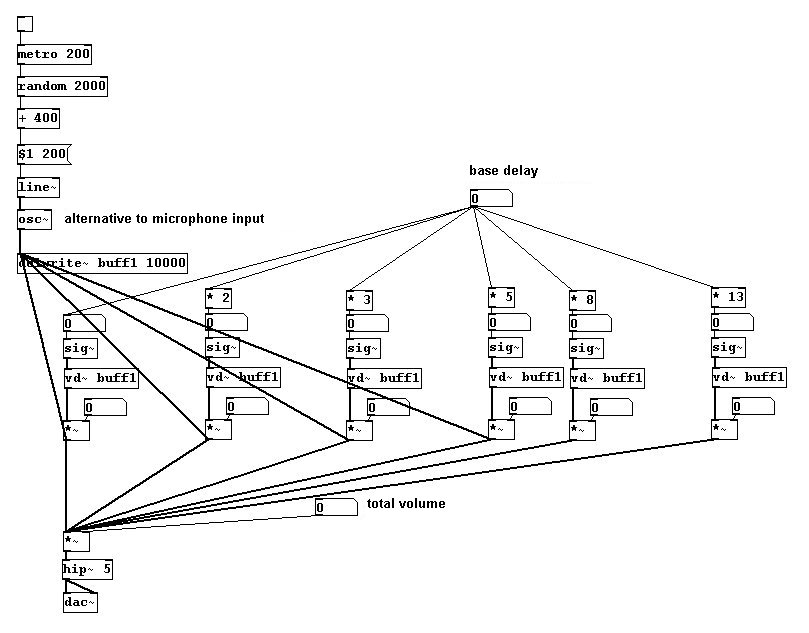 metro 200
random 2000
+ 400
$1 200
line~
osc~ alternative to microphone input
delwrite~ buff1 10000
base delay
0
* 2 * 3 * 5 * 8 * 13
0 0 0 0 0 0
sig~ sig~ sig~ sig~ sig~ sig~
vd~ buff1 vd~ buff1 vd~ buff1 vd~ buff1 vd~ buff1 vd~ buff1
0 0 0 0 0 0
*~ *~ *~ *~ *~ *~
0 total volume
*~
hip~ 5
dac~